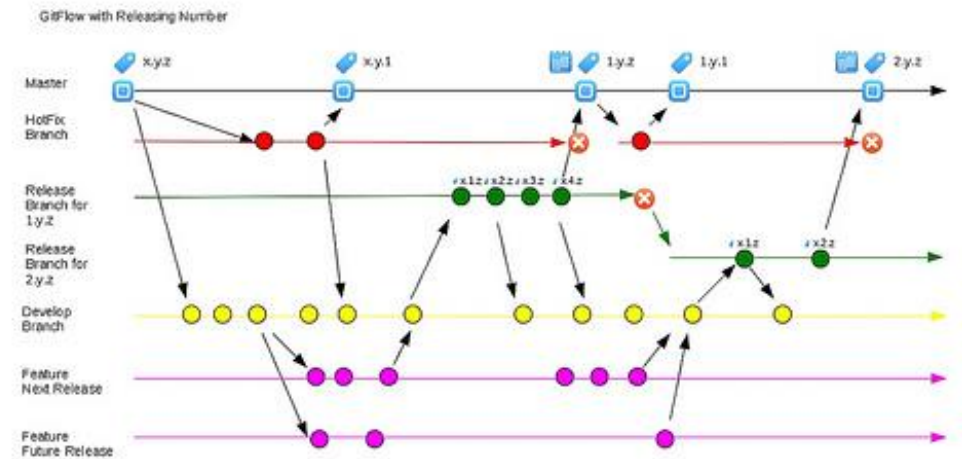 GitFlow with Releasing Number
x.y.z
x.y.1
1.y.z
1.y.1
2.y.z
Master
HotFix
Branch
Release
Branch for
1.y.z
x1z x2z x3z x4z
Release
Branch for
2.y.z
x1z
x2z
Develop
Branch
Feature
Next Release
Feature
Future Release